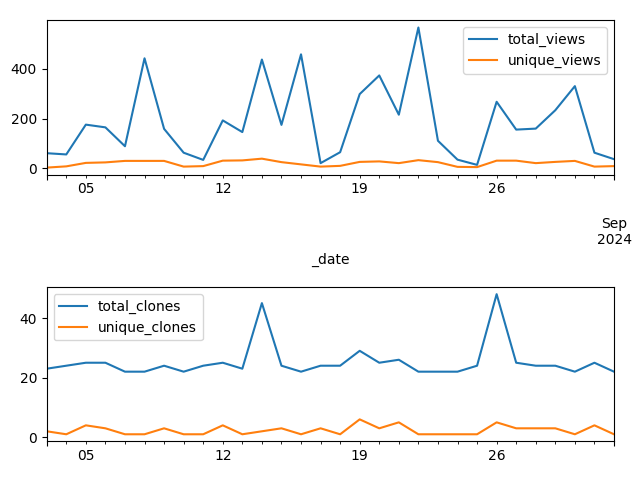 400
200
0
total_views
unique_views
05
12
19
26
Sep
2024
_date
40
20
0
total_clones
unique_clones
05
12
19
26